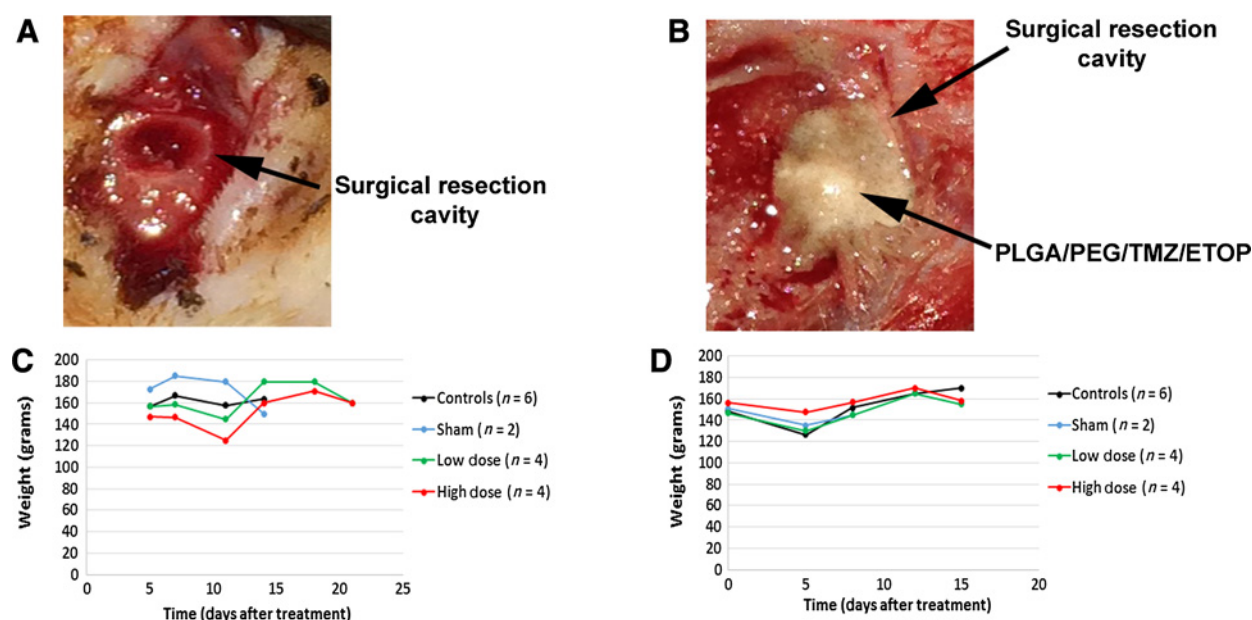 A
Surgical resection
cavity
B
Surgical resection
cavity
PLGA/PEG/TMZ/ETOP
C
Weight (grams)
200
180
160
140
120
100
80
60
40
20
0
0
5
10
15
20
25
Time (days after treatment)
Controls (n = 6)
Sham (n = 2)
Low dose (n = 4)
High dose (n = 4)
D
Weight (grams)
200
180
160
140
120
100
80
60
40
20
0
0
5
10
15
20
Time (days after treatment)
Controls (n = 6)
Sham (n = 2)
Low dose (n = 4)
High dose (n = 4)